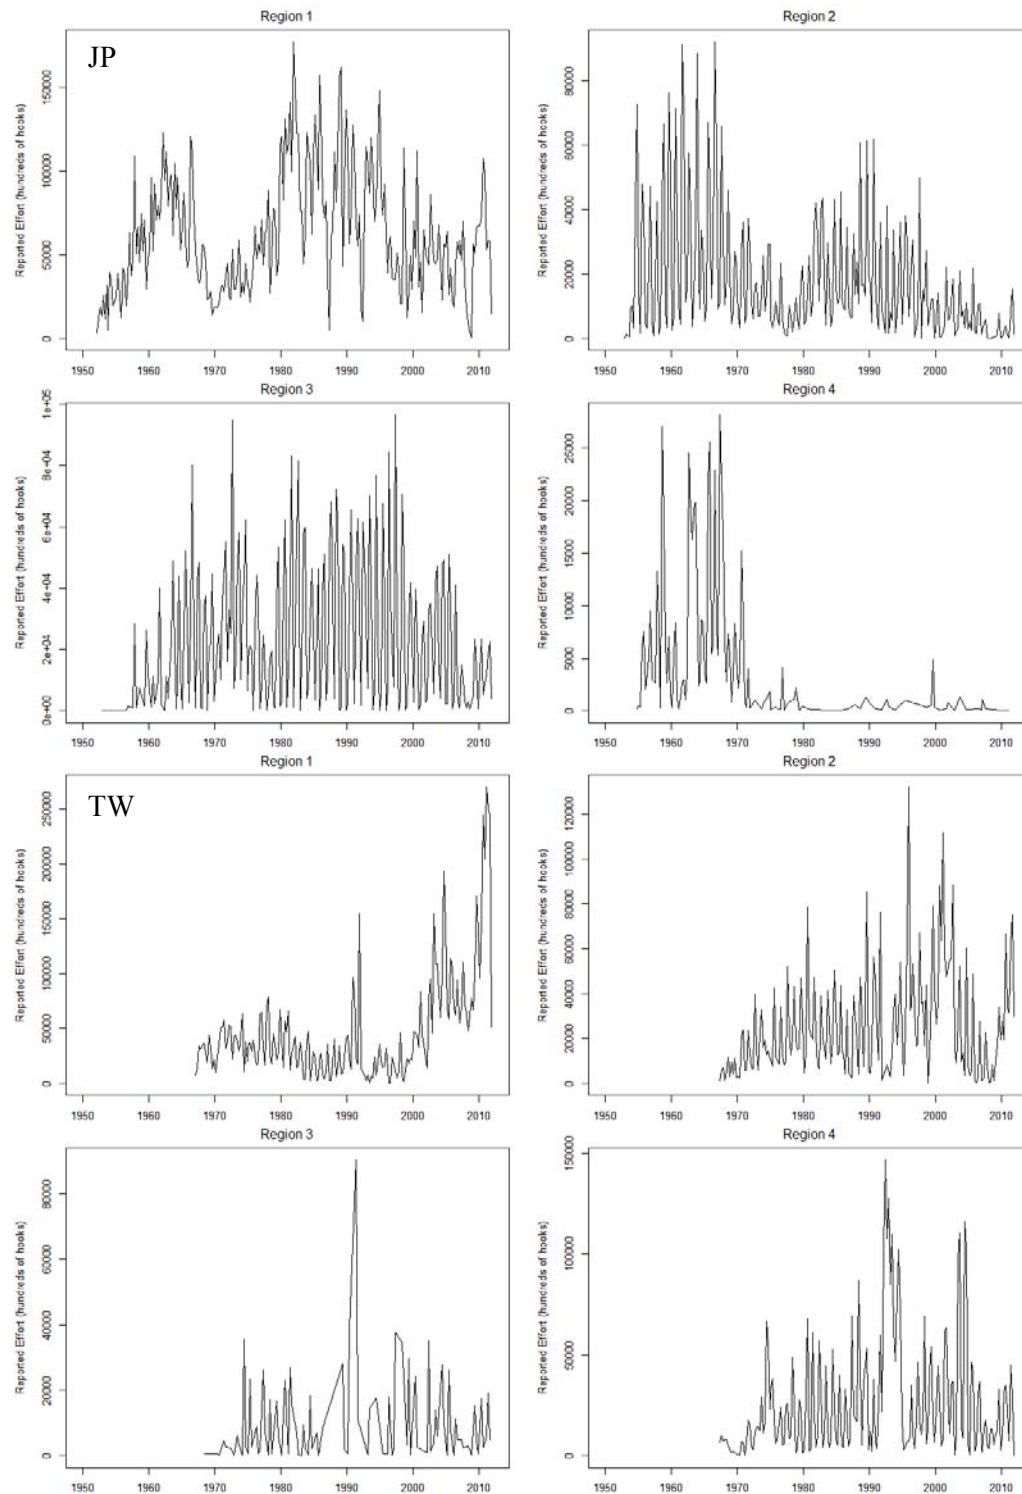 Region 1
JP
Reported Effort (hundreds of hooks)
0
50000
100000
150000
1950 1960 1970 1980 1990 2000 2010
Region 2
Reported Effort (hundreds of hooks)
0
20000
40000
60000
80000
1950 1960 1970 1980 1990 2000 2010
Region 3
Reported Effort (hundreds of hooks)
0e+00
2e+04
4e+04
6e+04
8e+04
1e+05
1950 1960 1970 1980 1990 2000 2010
Region 4
Reported Effort (hundreds of hooks)
0
5000
10000
15000
20000
25000
1950 1960 1970 1980 1990 2000 2010
Region 1
TW
Reported Effort (hundreds of hooks)
0
50000
100000
150000
200000
250000
1950 1960 1970 1980 1990 2000 2010
Region 2
Reported Effort (hundreds of hooks)
0
20000
40000
60000
80000
100000
120000
1950 1960 1970 1980 1990 2000 2010
Region 3
Reported Effort (hundreds of hooks)
0
20000
40000
60000
80000
1950 1960 1970 1980 1990 2000 2010
Region 4
Reported Effort (hundreds of hooks)
0
50000
100000
150000
1950 1960 1970 1980 1990 2000 2010